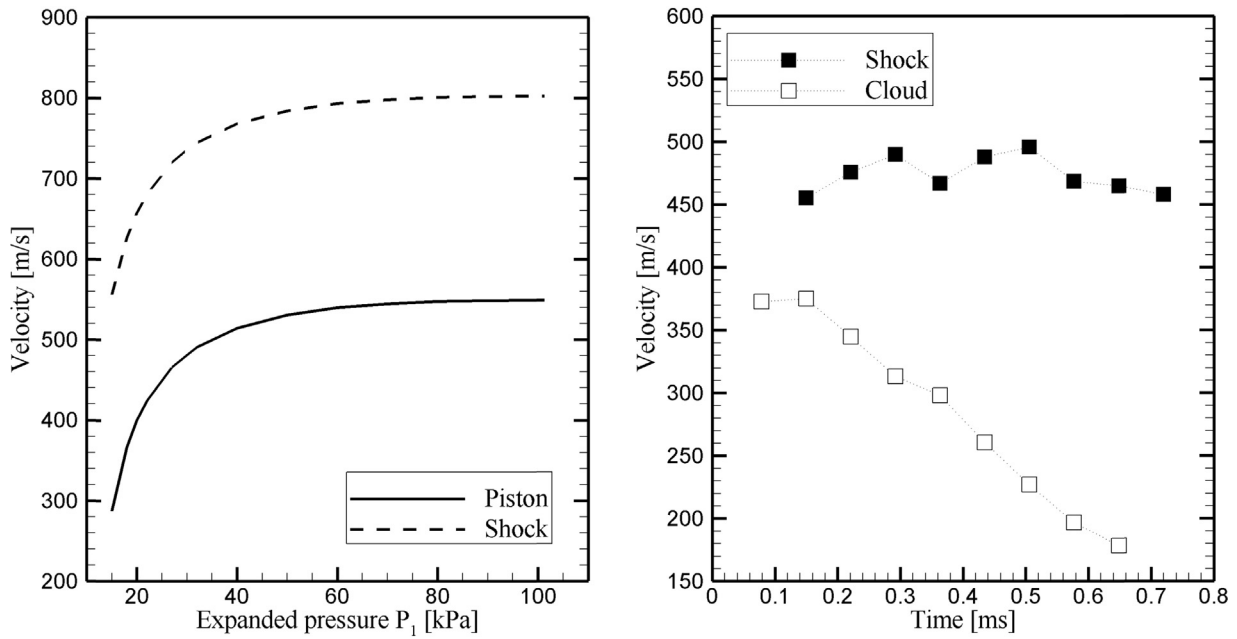 900
800
700
600
500
400
300
200
Velocity [m/s]
Piston
Shock
20 40 60 80 100
Expanded pressure P1 [kPa]
600
550
500
450
400
350
300
250
200
150
Velocity [m/s]
Shock
Cloud
0 0.1 0.2 0.3 0.4 0.5 0.6 0.7 0.8
Time [ms]